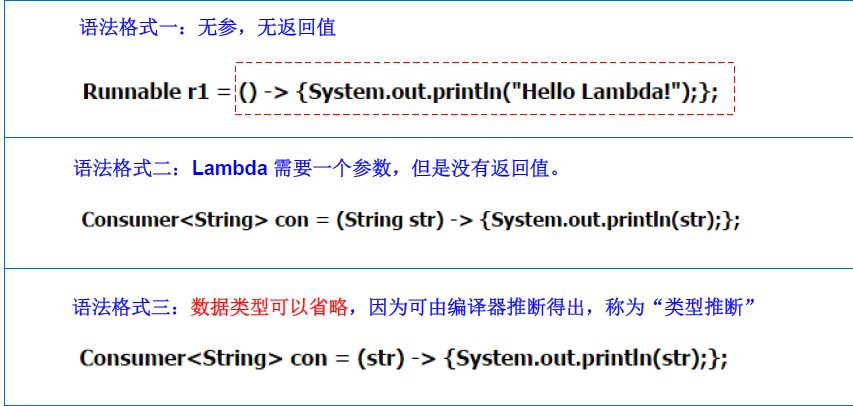 语法格式一：无参，无返回值
Runnable r1 = () -> {System.out.println("Hello Lambda!");};
语法格式二：Lambda 需要一个参数，但是没有返回值。
Consumer<String> con = (String str) -> {System.out.println(str);};
语法格式三：数据类型可以省略，因为可由编译器推断得出，称为“类型推断”
Consumer<String> con = (str) -> {System.out.println(str);};